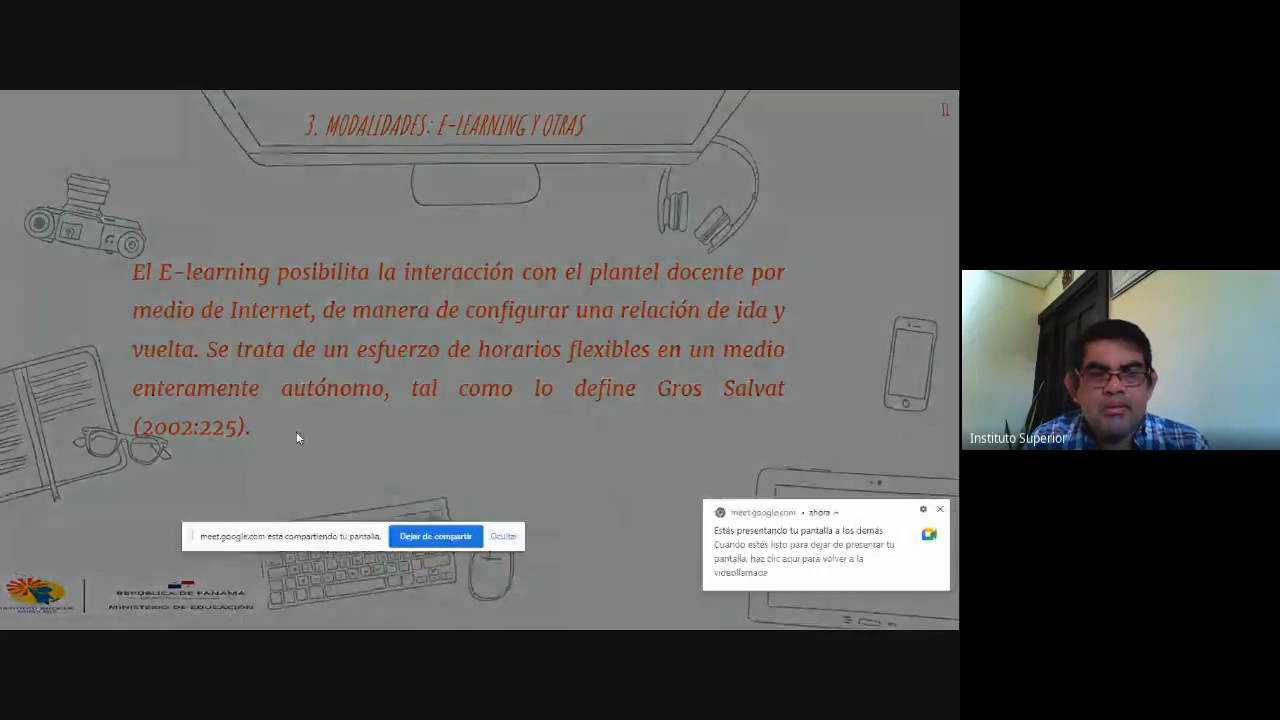 3. MODALIDADES: E-LEARNING Y OTRAS
11
El E-learning posibilita la interacción con el plantel docente por
medio de Internet, de manera de configurar una relación de ida y
vuelta. Se trata de un esfuerzo de horarios flexibles en un medio
enteramente autónomo, tal como lo define Gros Salvat
(2002:225).
meet.google.com está compartiendo tu pantalla.
Dejar de compartir
Ocultar
meet.google.com • ahora
Estás presentando tu pantalla a los demás
Cuando estés listo para dejar de presentar tu
pantalla, haz clic aquí para volver a la
videollamada
REPÚBLICA DE PANAMÁ
MINISTERIO DE EDUCACIÓN
Instituto Superior